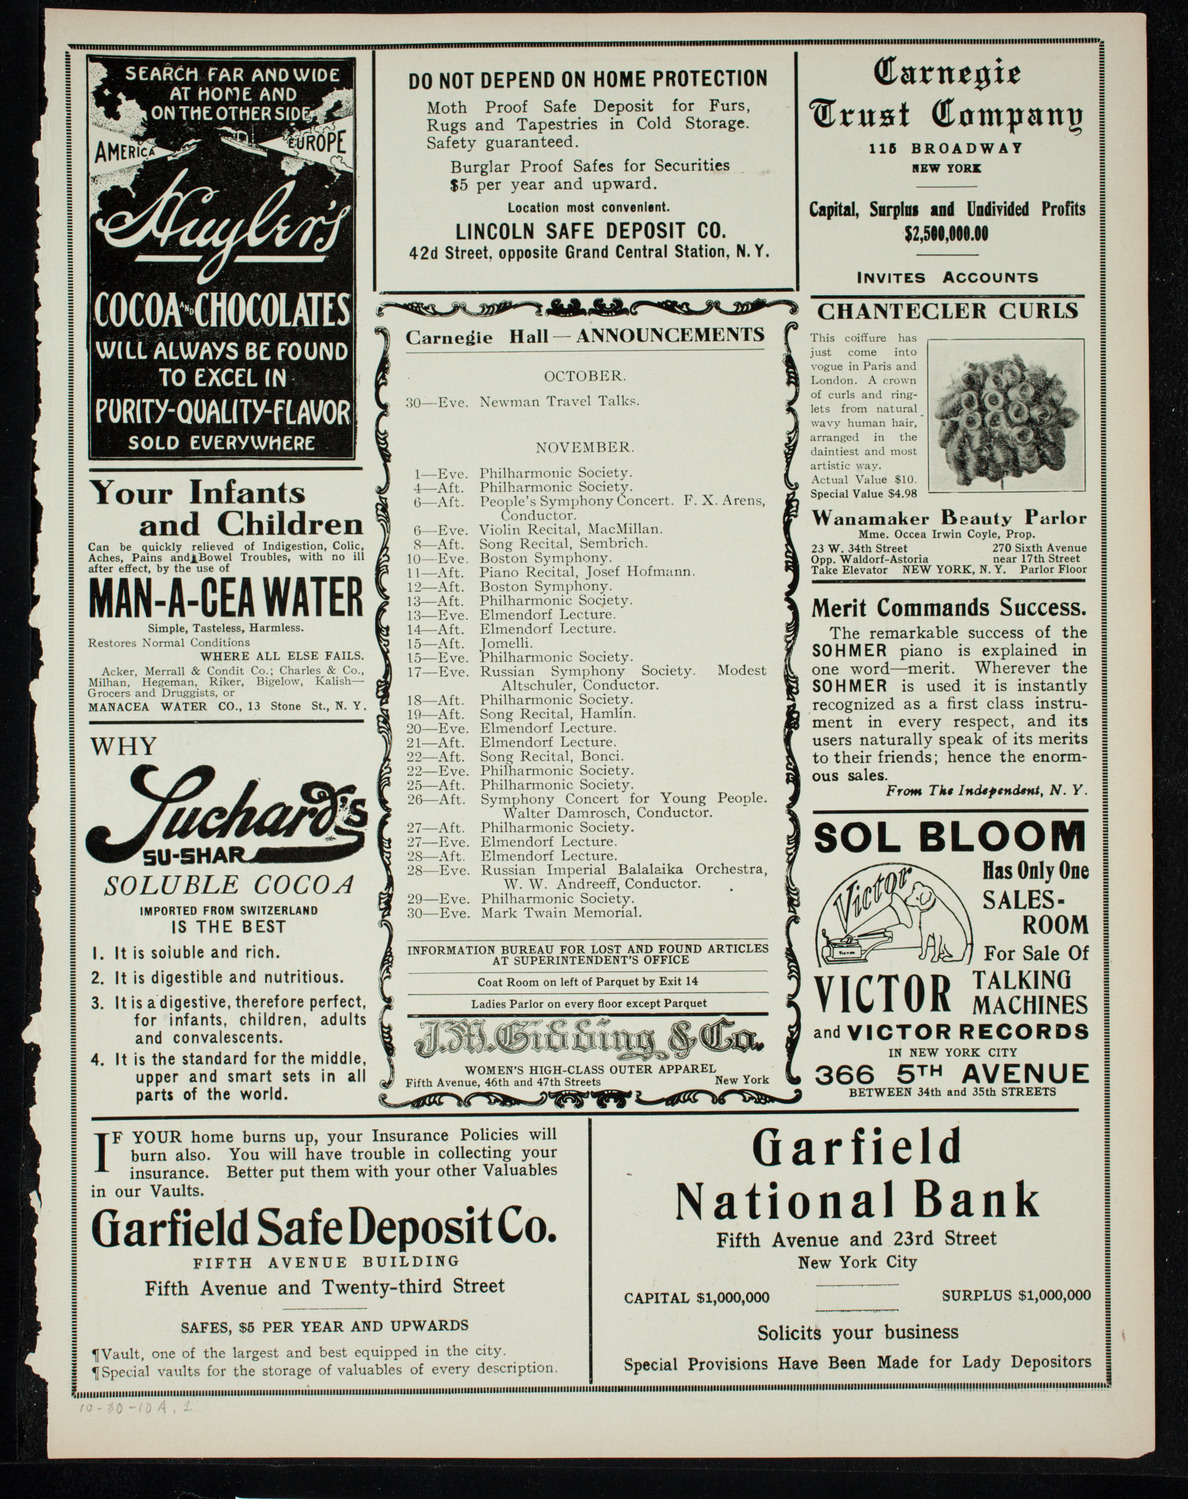 SEARCH FAR AND WIDE
AT HOME AND
ON THE OTHER SIDE
AMERICA
EUROPE
Huyler's
COCOA AND CHOCOLATES
WILL ALWAYS BE FOUND
TO EXCEL IN
PURITY-QUALITY-FLAVOR
SOLD EVERYWHERE
Your Infants
and Children
Can be quickly relieved of Indigestion, Colic,
Aches, Pains and Bowel Troubles, with no ill
after effect, by the use of
MAN-A-CEA WATER
Simple, Tasteless, Harmless.
Restores Normal Conditions
WHERE ALL ELSE FAILS.
Acker, Merrall & Condit Co.; Charles & Co.,
Milhan, Hegeman, Riker, Bigelow, Kalish—
Grocers and Druggists, or
MANACEA WATER CO., 13 Stone St., N. Y.
WHY
Suchard's
SU-SHAR
SOLUBLE COCOA
IMPORTED FROM SWITZERLAND
IS THE BEST
1. It is soluble and rich.
2. It is digestible and nutritious.
3. It is a digestive, therefore perfect,
for infants, children, adults
and convalescents.
4. It is the standard for the middle,
upper and smart sets in all
parts of the world.
DO NOT DEPEND ON HOME PROTECTION
Moth Proof Safe Deposit for Furs,
Rugs and Tapestries in Cold Storage.
Safety guaranteed.
Burglar Proof Safes for Securities
$5 per year and upward.
Location most convenient.
LINCOLN SAFE DEPOSIT CO.
42d Street, opposite Grand Central Station, N. Y.
Carnegie Hall—ANNOUNCEMENTS
OCTOBER.
30—Eve. Newman Travel Talks.
NOVEMBER.
1—Eve. Philharmonic Society.
4—Aft. Philharmonic Society.
6—Aft. People's Symphony Concert. F. X. Arens,
Conductor.
6—Eve. Violin Recital, MacMillan.
8—Aft. Song Recital, Sembrich.
10—Eve. Boston Symphony.
11—Aft. Piano Recital, Josef Hofmann.
12—Aft. Boston Symphony.
13—Aft. Philharmonic Society.
13—Eve. Elmendorf Lecture.
14—Aft. Elmendorf Lecture.
15—Aft. Jomelli.
15—Eve. Philharmonic Society.
17—Eve. Russian Symphony Society. Modest
Altschuler, Conductor.
18—Aft. Philharmonic Society.
19—Aft. Song Recital, Hamlin.
20—Eve. Elmendorf Lecture.
21—Aft. Elmendorf Lecture.
22—Aft. Song Recital, Bonci.
22—Eve. Philharmonic Society.
25—Aft. Philharmonic Society.
26—Aft. Symphony Concert for Young People.
Walter Damrosch, Conductor.
27—Aft. Philharmonic Society.
27—Eve. Elmendorf Lecture.
28—Aft. Elmendorf Lecture.
28—Eve. Russian Imperial Balalaika Orchestra,
W. W. Andreeff, Conductor.
29—Eve. Philharmonic Society.
30—Eve. Mark Twain Memorial.
INFORMATION BUREAU FOR LOST AND FOUND ARTICLES
AT SUPERINTENDENT'S OFFICE
Coat Room on left of Parquet by Exit 14
Ladies Parlor on every floor except Parquet
J.M. Gidding & Co.
WOMEN'S HIGH-CLASS OUTER APPAREL
Fifth Avenue, 46th and 47th Streets New York
Carnegie
Trust Company
115 BROADWAY
NEW YORK
Capital, Surplus and Undivided Profits
$2,500,000.00
INVITES ACCOUNTS
CHANTECLER CURLS
This coiffure has
just come into
vogue in Paris and
London. A crown
of curls and ring-
lets from natural
wavy human hair,
arranged in the
daintiest and most
artistic way.
Actual Value $10.
Special Value $4.98
Wanamaker Beauty Parlor
Mme. Occea Irwin Coyle, Prop.
23 W. 34th Street 270 Sixth Avenue
Opp. Waldorf-Astoria near 17th Street
Take Elevator NEW YORK, N. Y. Parlor Floor
Merit Commands Success.
The remarkable success of the
SOHMER piano is explained in
one word—merit. Wherever the
SOHMER is used it is instantly
recognized as a first class instru-
ment in every respect, and its
users naturally speak of its merits
to their friends; hence the enorm-
ous sales.
From The Independent, N. Y.
SOL BLOOM
Victor
Has Only One
SALES-
ROOM
For Sale Of
VICTOR TALKING
MACHINES
and VICTOR RECORDS
IN NEW YORK CITY
366 5TH AVENUE
BETWEEN 34th and 35th STREETS
IF YOUR home burns up, your Insurance Policies will
burn also. You will have trouble in collecting your
insurance. Better put them with your other Valuables
in our Vaults.
Garfield Safe Deposit Co.
FIFTH AVENUE BUILDING
Fifth Avenue and Twenty-third Street
SAFES, $5 PER YEAR AND UPWARDS
¶Vault, one of the largest and best equipped in the city.
¶Special vaults for the storage of valuables of every description.
Garfield
National Bank
Fifth Avenue and 23rd Street
New York City
CAPITAL $1,000,000 SURPLUS $1,000,000
Solicits your business
Special Provisions Have Been Made for Lady Depositors
10-30-10 A. 2